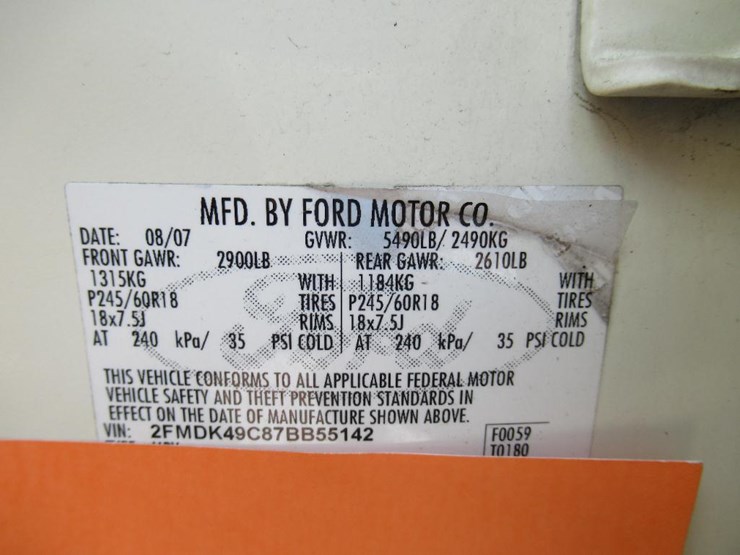 MFD. BY FORD MOTOR CO.
DATE: 08/07 GVWR: 5490LB/ 2490KG
FRONT GAWR: 2900LB REAR GAWR: 2610LB
1315KG WITH 1184KG WITH
P245/60R18 TIRES P245/60R18 TIRES
18x7.5J RIMS 18x7.5J RIMS
AT 240 kPa/ 35 PSI COLD AT 240 kPa/ 35 PSI COLD
Ford
THIS VEHICLE CONFORMS TO ALL APPLICABLE FEDERAL MOTOR
VEHICLE SAFETY AND THEFT PREVENTION STANDARDS IN
EFFECT ON THE DATE OF MANUFACTURE SHOWN ABOVE.
VIN: 2FMDK49C87BB55142 F0059
T0180